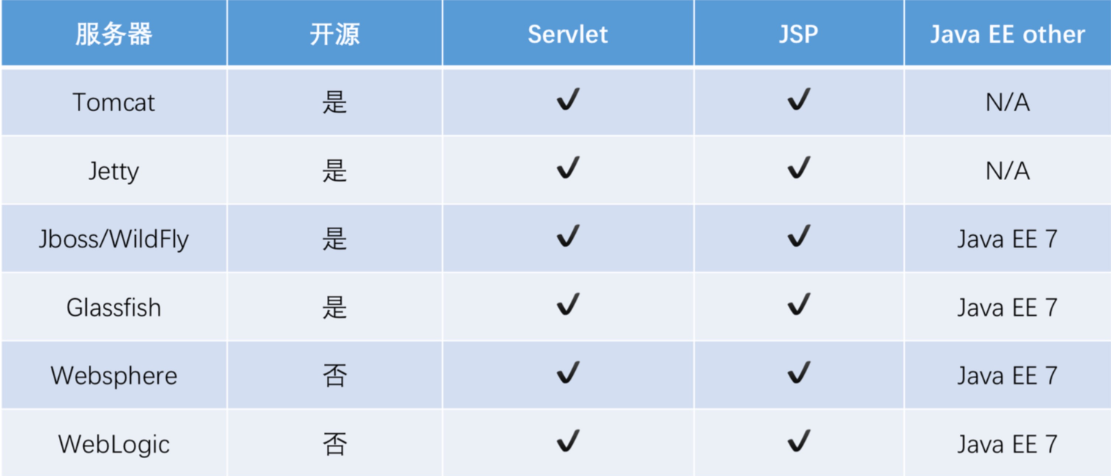 服务器 开源 Servlet JSP Java EE other
Tomcat 是 ✔ ✔ N/A
Jetty 是 ✔ ✔ N/A
Jboss/WildFly 是 ✔ ✔ Java EE 7
Glassfish 是 ✔ ✔ Java EE 7
Websphere 否 ✔ ✔ Java EE 7
WebLogic 否 ✔ ✔ Java EE 7